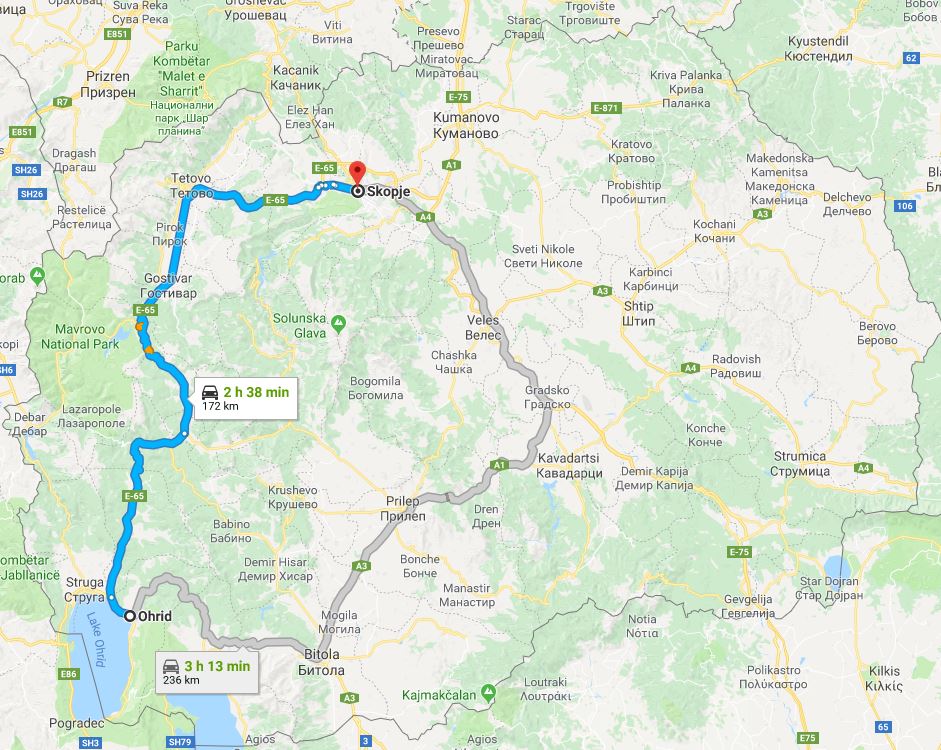 Suva Reka
Сува Река
Urošev
Урошевац
Trgovište
Трговиште
Bobov
Бобов
E851
Viti
Витина
Starac
Старац
Presevo
Прешево
Miratovac
Миратовац
Kyustendil
Кюстендил
62
Parku
Kombëtar
"Malet e
Sharrit"
Национални
парк "Шар
планина"
Prizren
Призрен
R7
Kacanik
Качаник
E-75
Kriva Palanka
Крива
Паланка
E-871
Elez Han
Елез Хан
Kumanovo
Куманово
E851
Dragash
Драгаш
SH26
SH26
Kratovo
Кратово
E-65
A1
Makedonska
Kamenitsa
Македонска
Каменица
Tetovo
Тетово
Skopje
Probishtip
Пробиштип
Delchevo
Делчево
106
Restelicë
Рестелица
E-65
A4
A3
Pirok
Пирок
Kochani
Кочани
Sveti Nikole
Свети Николе
orab
Gostivar
Гостивар
Karbinci
Карбинци
A3
E-65
Shtip
Штип
Mavrovo
National Park
Solunska
Glava
Veles
Велес
Berovo
Берово
Chashka
Чашка
Radovish
Радовиш
A4
Bogomila
Богомила
2 h 38 min
172 km
Gradsko
Градско
Debar
Дебар
Lazaropole
Лазарополе
Konche
Конче
Kavadartsi
Кавадарци
A1
Strumica
Струмица
A4
Demir Kapija
Демир Капија
Krushevo
Крушево
E-65
Prilep
Прилеп
Dren
Дрен
Babino
Бабино
E-75
Bonche
Бонче
Demir Hisar
Демир Хисар
A3
ombëtar
Jabllanicë
Star Dojran
Стар Дојран
Struga
Струга
Manastir
Манастир
Gevgelija
Гевгелија
Mogila
Могила
Ohrid
Notia
Νότια
Lake Ohrid
Bitola
Битола
3 h 13 min
236 km
E86
Polikastro
Πολύκαστρο
Kilkis
Κιλκίς
Loutraki
Λουτράκι
Kajmakčalan
A3
Pogradec
65
SH3
SH79
Agios
3
Agios
E75